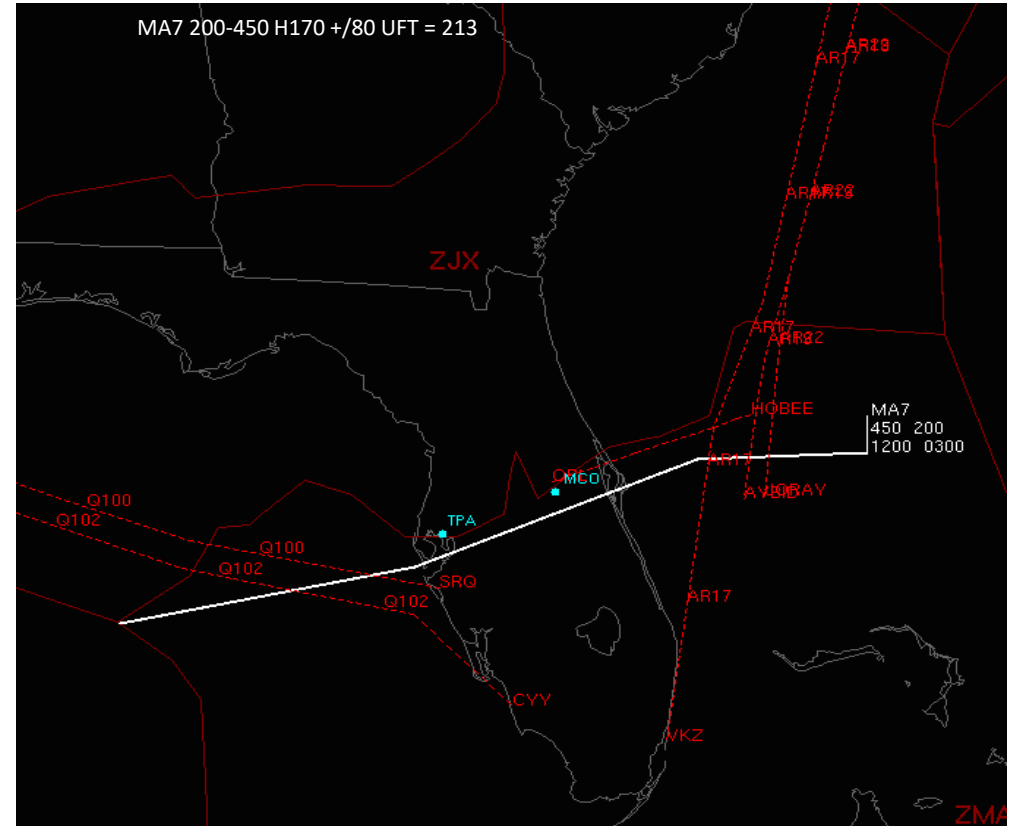 MA7 200-450 H170 +/80 UFT = 213
AR17
ZJX
AR17
HOBEE
MA7
450 200
1200 0300
AR17
MCO
Q100
Q102
TPA
Q100
Q102
SRQ
Q102
AR17
CYY
VKZ
ZMA